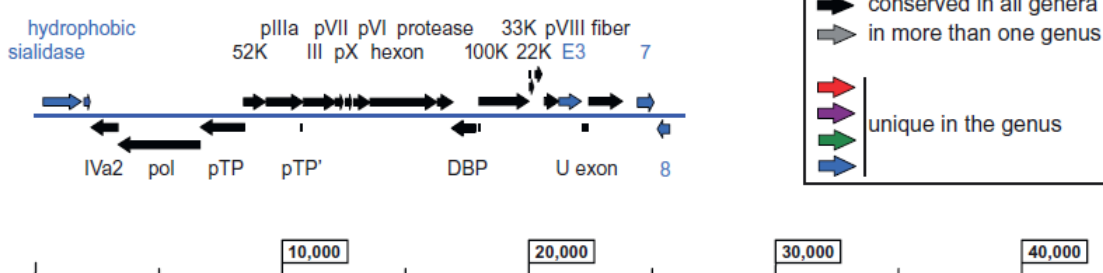 hydrophobic pIIIa pVII pVI protease 33K pVIII fiber
sialidase 52K III pX hexon 100K 22K E3 7
IVa2 pol pTP pTP' DBP U exon 8
conserved in all genera
in more than one genus
unique in the genus
10,000 20,000 30,000 40,000